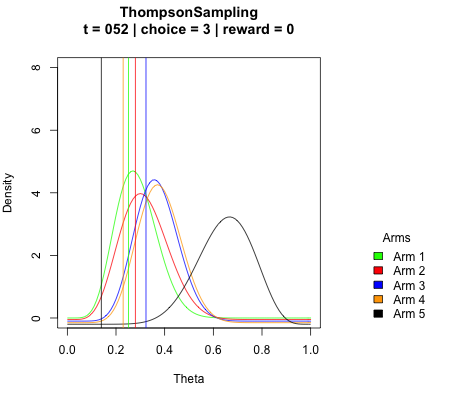 ThompsonSampling
t = 052 | choice = 3 | reward = 0
8
6
4
2
0
Density
0.0 0.2 0.4 0.6 0.8 1.0
Theta
Arms
Arm 1
Arm 2
Arm 3
Arm 4
Arm 5